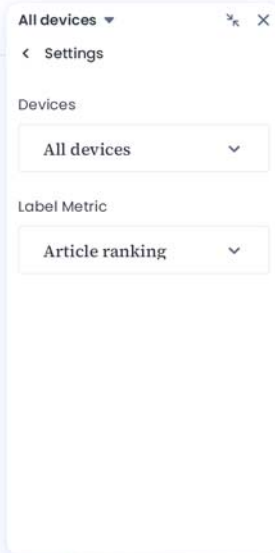 All devices
Settings
Devices
All devices
Label Metric
Article ranking